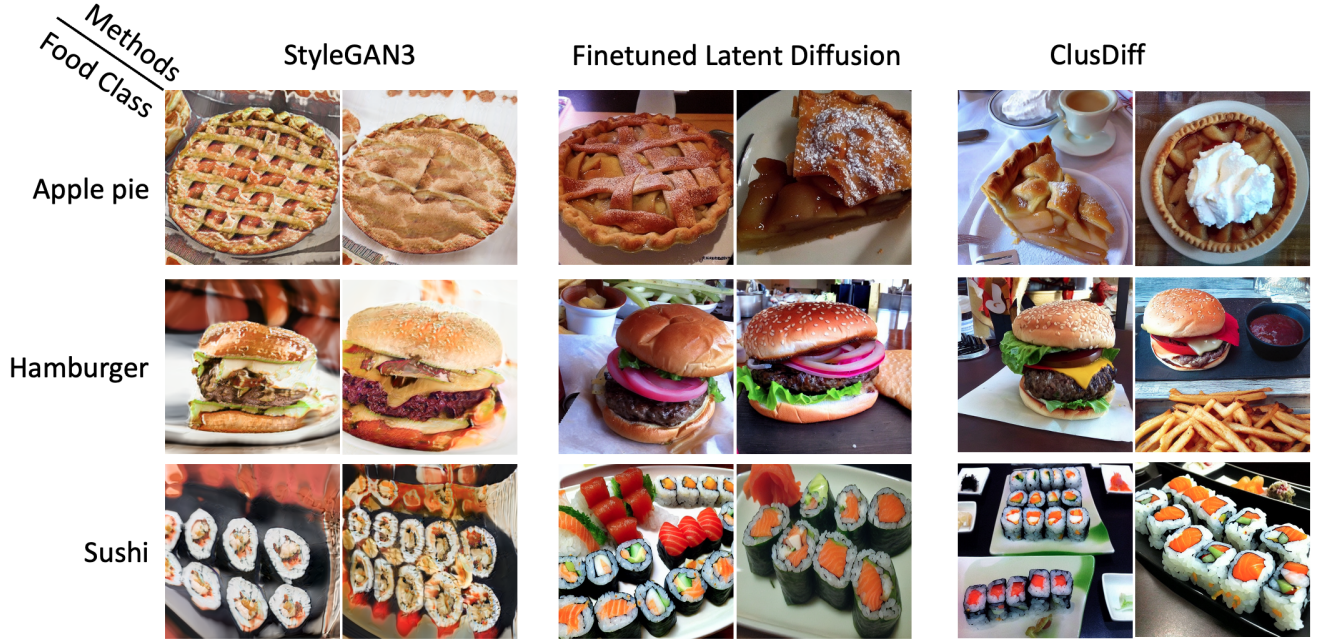 Methods
Food Class
StyleGAN3
Finetuned Latent Diffusion
ClusDiff
Apple pie
Hamburger
Sushi